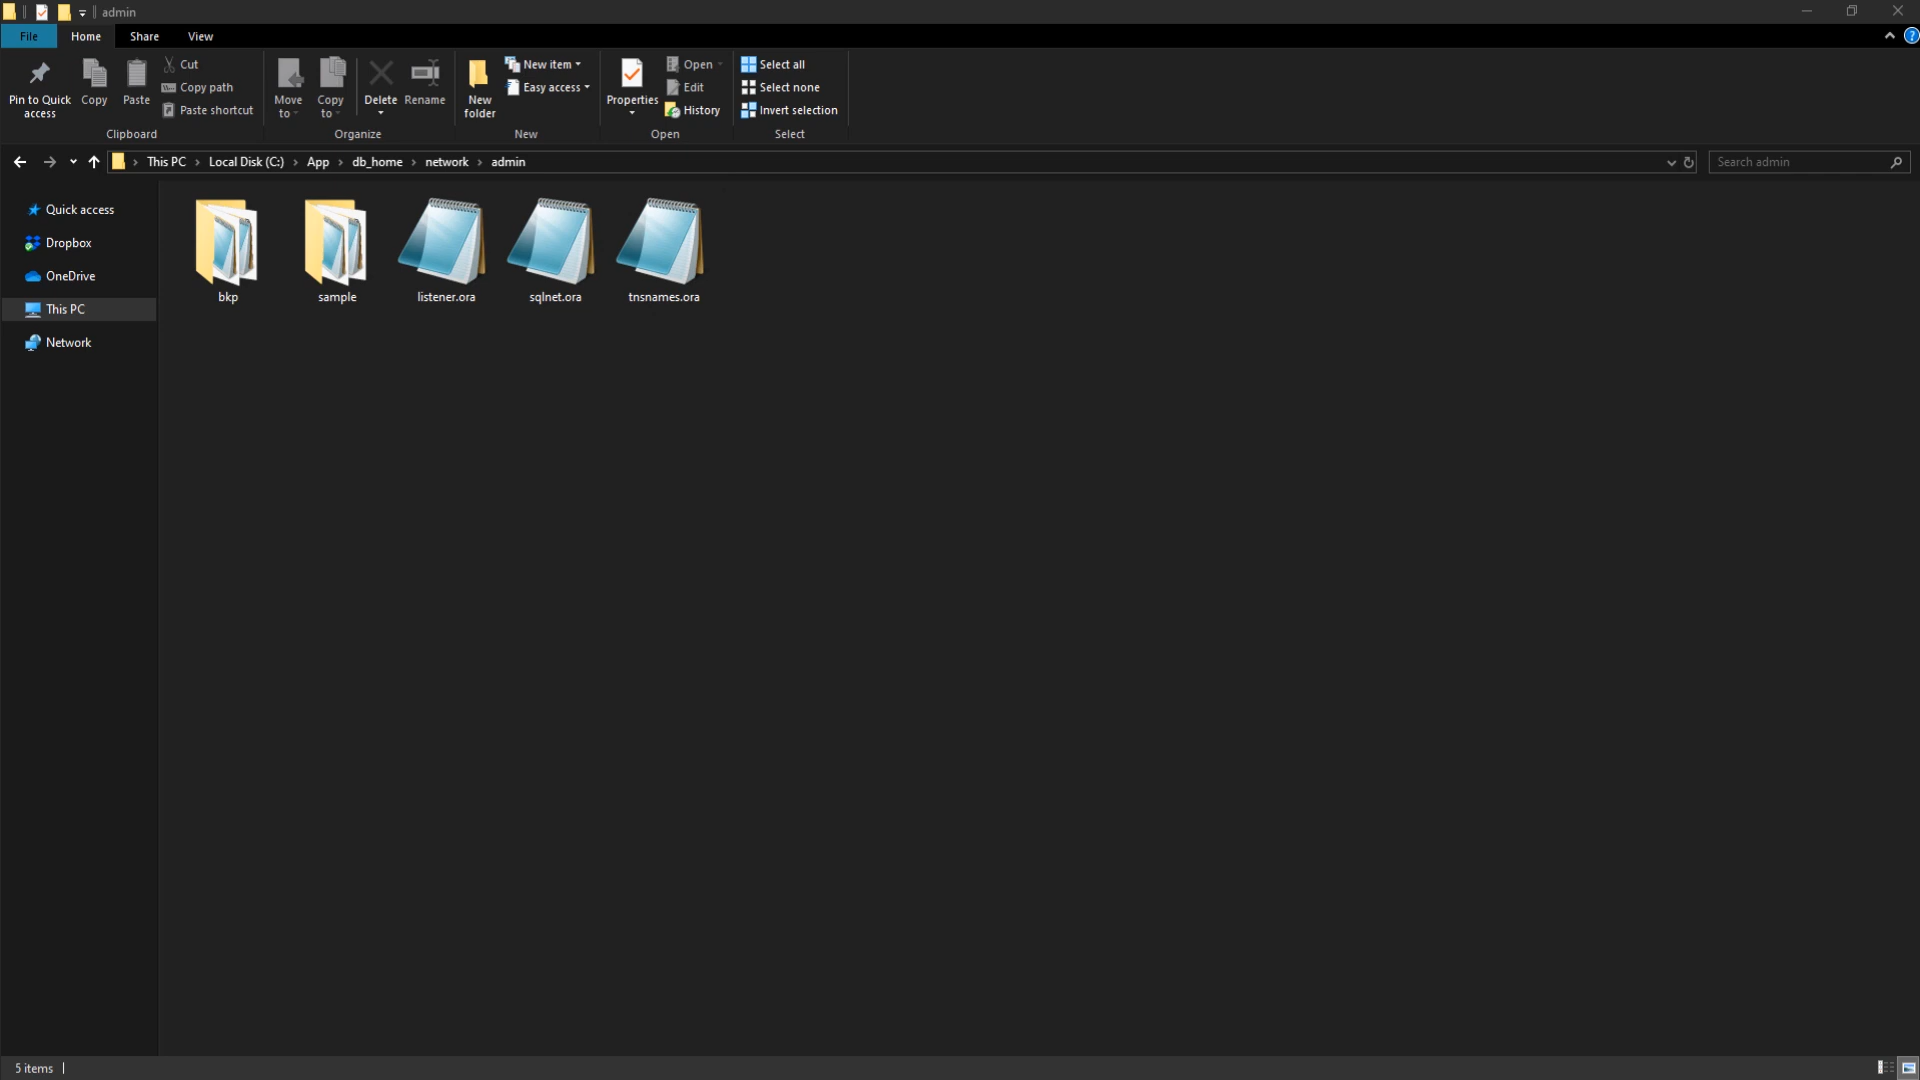 admin
File Home Share View
Pin to Quick access
Copy
Paste
Cut
Copy path
Paste shortcut
Clipboard
Move to
Copy to
Delete
Rename
Organize
New folder
New item
Easy access
New
Properties
Open
Edit
History
Open
Select all
Select none
Invert selection
Select
This PC › Local Disk (C:) › App › db_home › network › admin
Search admin
Quick access
Dropbox
OneDrive
This PC
Network
bkp
sample
listener.ora
sqlnet.ora
tnsnames.ora
5 items